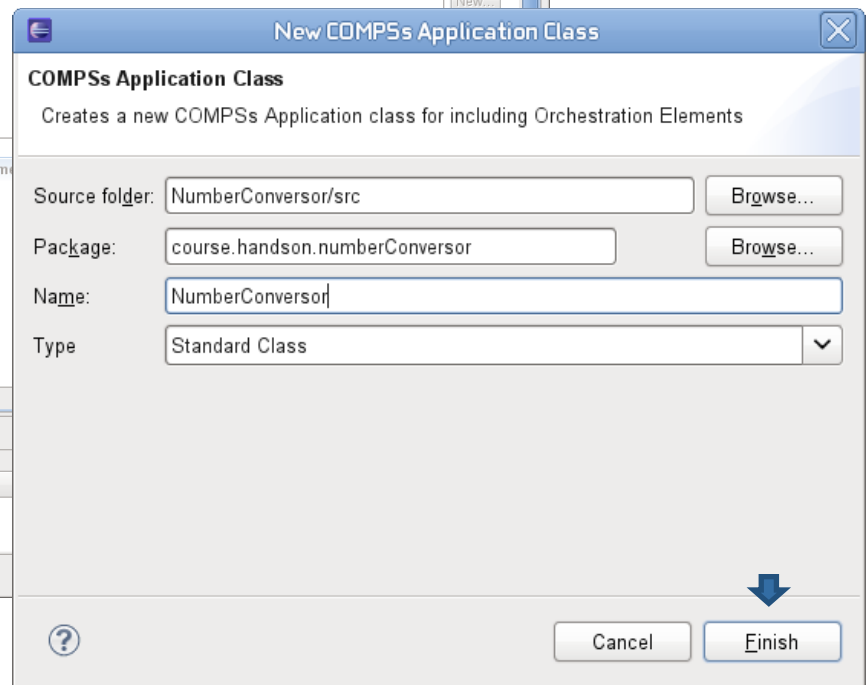 New...
New COMPSs Application Class
COMPSs Application Class
Creates a new COMPSs Application class for including Orchestration Elements
Source folder: NumberConversor/src Browse...
Package: course.handson.numberConversor Browse...
Name: NumberConversor
Type Standard Class
? Cancel Finish